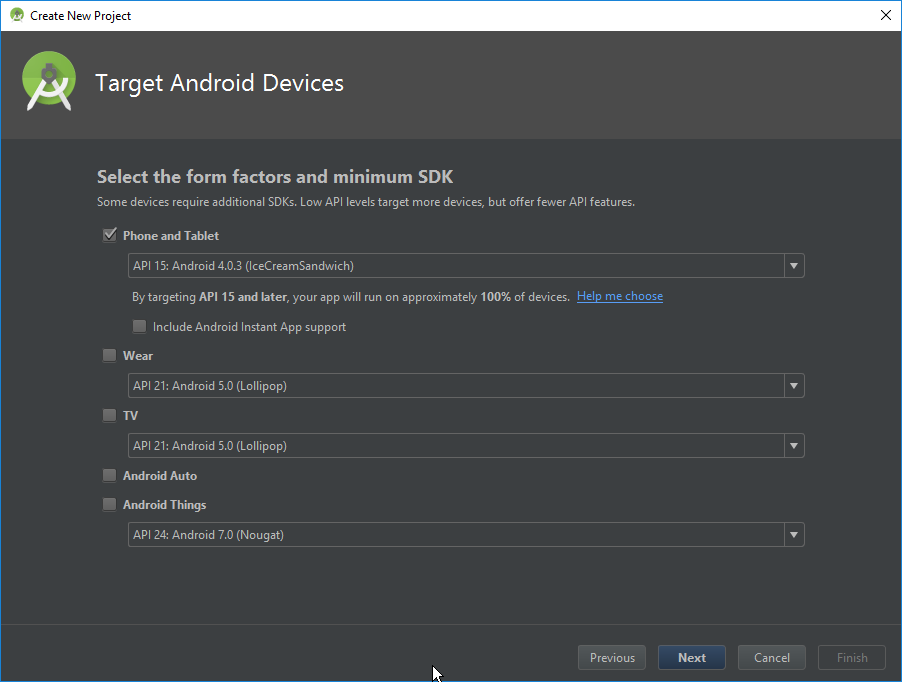 Create New Project
Target Android Devices
Select the form factors and minimum SDK
Some devices require additional SDKs. Low API levels target more devices, but offer fewer API features.
Phone and Tablet
API 15: Android 4.0.3 (IceCreamSandwich)
By targeting API 15 and later, your app will run on approximately 100% of devices. Help me choose
Include Android Instant App support
Wear
API 21: Android 5.0 (Lollipop)
TV
API 21: Android 5.0 (Lollipop)
Android Auto
Android Things
API 24: Android 7.0 (Nougat)
Previous Next Cancel Finish